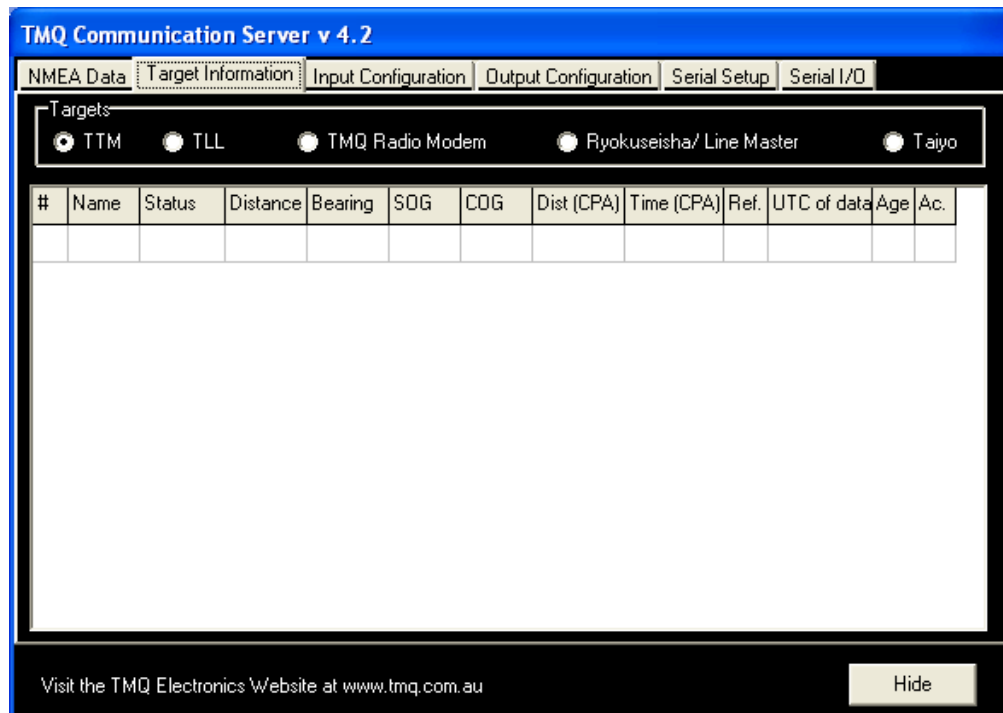 TMQ Communication Server v 4.2
NMEA Data Target Information Input Configuration Output Configuration Serial Setup Serial I/O
Targets
TTM TLL TMQ Radio Modem Ryokuseisha/ Line Master Taiyo
# Name Status Distance Bearing SOG COG Dist (CPA) Time (CPA) Ref. UTC of data Age Ac.
Visit the TMQ Electronics Website at www.tmq.com.au Hide